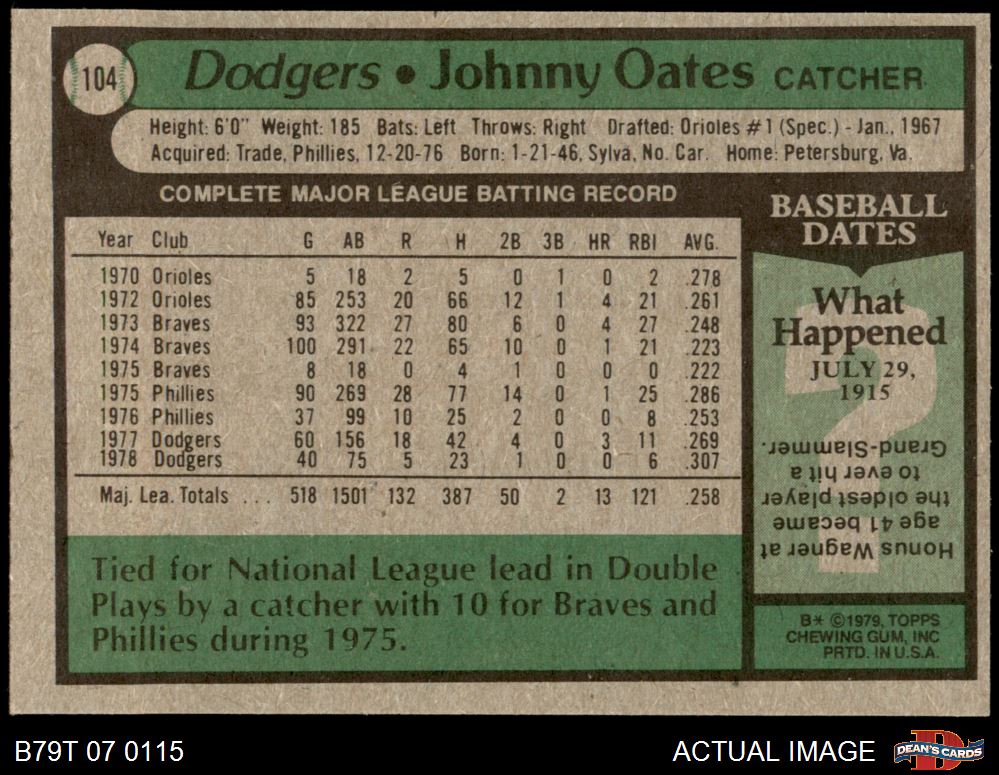 104
Dodgers • Johnny Oates CATCHER
Height: 6'0" Weight: 185 Bats: Left Throws: Right Drafted: Orioles #1 (Spec.) - Jan., 1967
Acquired: Trade, Phillies, 12-20-76 Born: 1-21-46, Sylva, No. Car. Home: Petersburg, Va.
COMPLETE MAJOR LEAGUE BATTING RECORD
Year Club G AB R H 2B 3B HR RBI AVG.
1970 Orioles 5 18 2 5 0 1 0 2 .278
1972 Orioles 85 253 20 66 12 1 4 21 .261
1973 Braves 93 322 27 80 6 0 4 27 .248
1974 Braves 100 291 22 65 10 0 1 21 .223
1975 Braves 8 18 0 4 1 0 0 0 .222
1975 Phillies 90 269 28 77 14 0 1 25 .286
1976 Phillies 37 99 10 25 2 0 0 8 .253
1977 Dodgers 60 156 18 42 4 0 3 11 .269
1978 Dodgers 40 75 5 23 1 0 0 6 .307
Maj. Lea. Totals ... 518 1501 132 387 50 2 13 121 .258
Tied for National League lead in Double
Plays by a catcher with 10 for Braves and
Phillies during 1975.
BASEBALL
DATES
What
Happened
JULY 29,
1915
?
Honus Wagner at
age 41 became
the oldest player
to ever hit a
Grand-Slammer.
B* ©1979, TOPPS
CHEWING GUM, INC
PRTD. IN U.S.A.
B79T 07 0115
ACTUAL IMAGE
D
DEAN'S CARDS